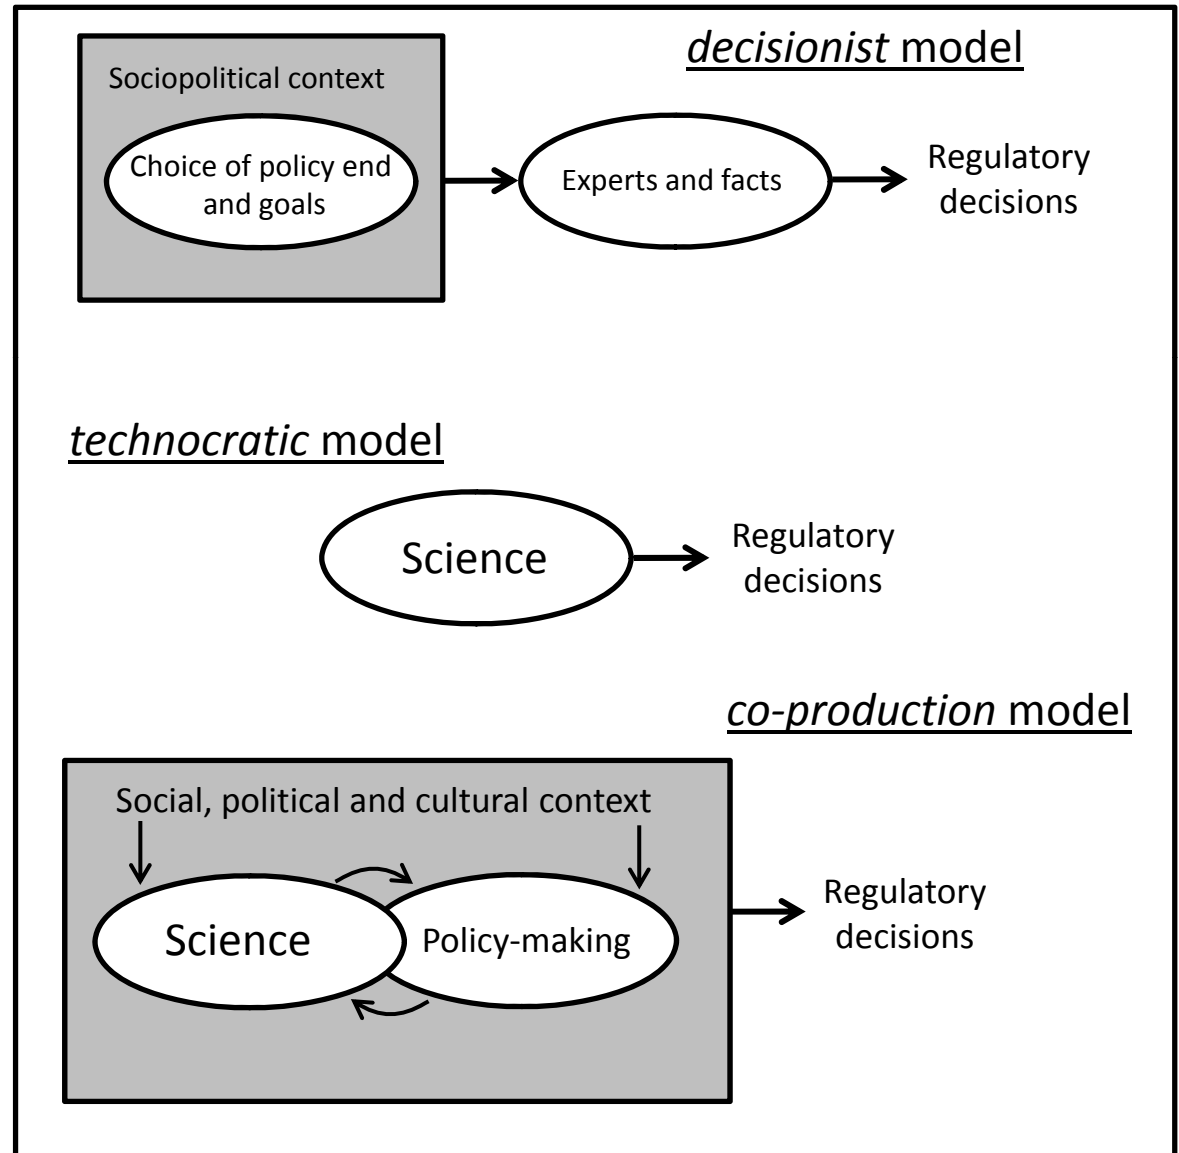 decisionist model
Sociopolitical context
Choice of policy end
and goals
Experts and facts
Regulatory
decisions
technocratic model
Science
Regulatory
decisions
co-production model
Social, political and cultural context
Science
Policy-making
Regulatory
decisions